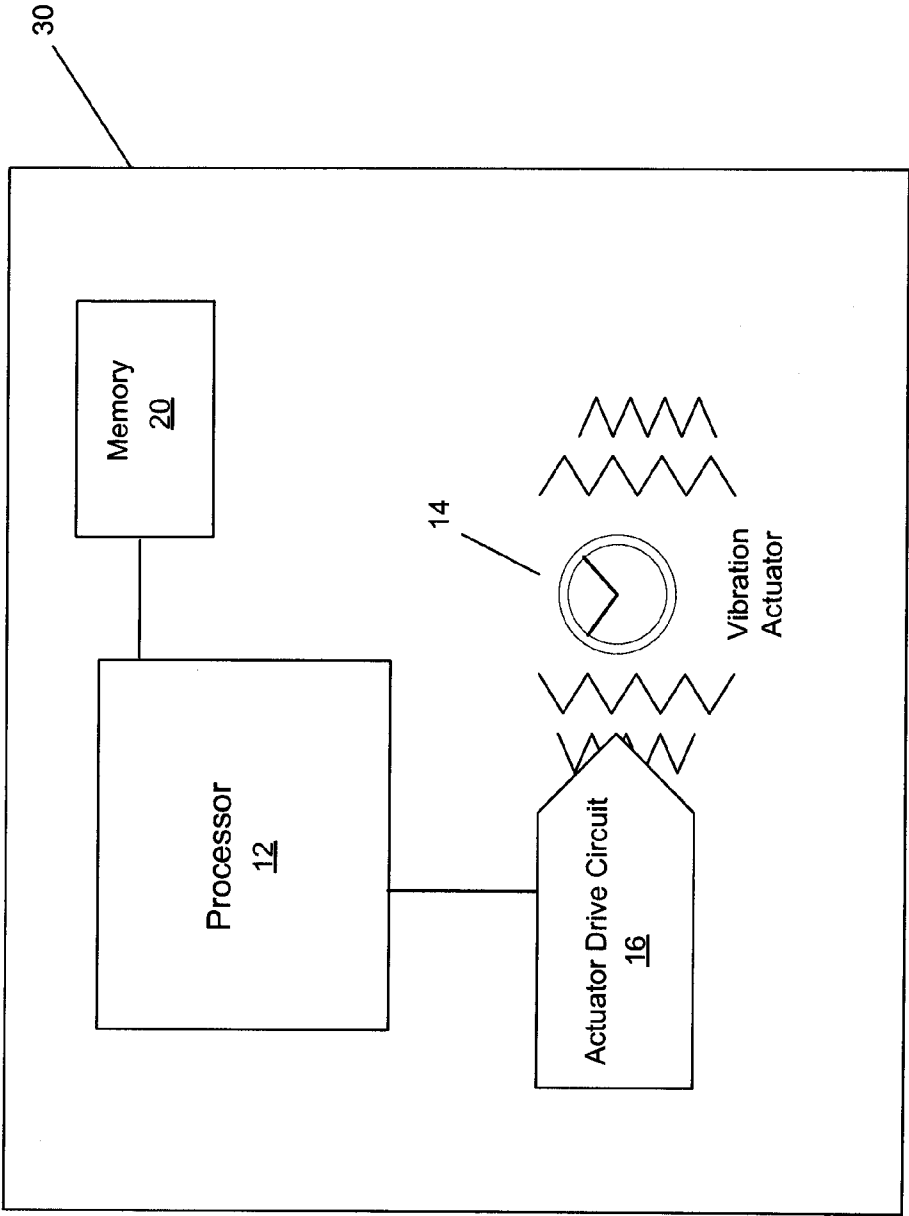 30
Processor
12
Memory
20
Actuator Drive Circuit
16
14
Vibration
Actuator